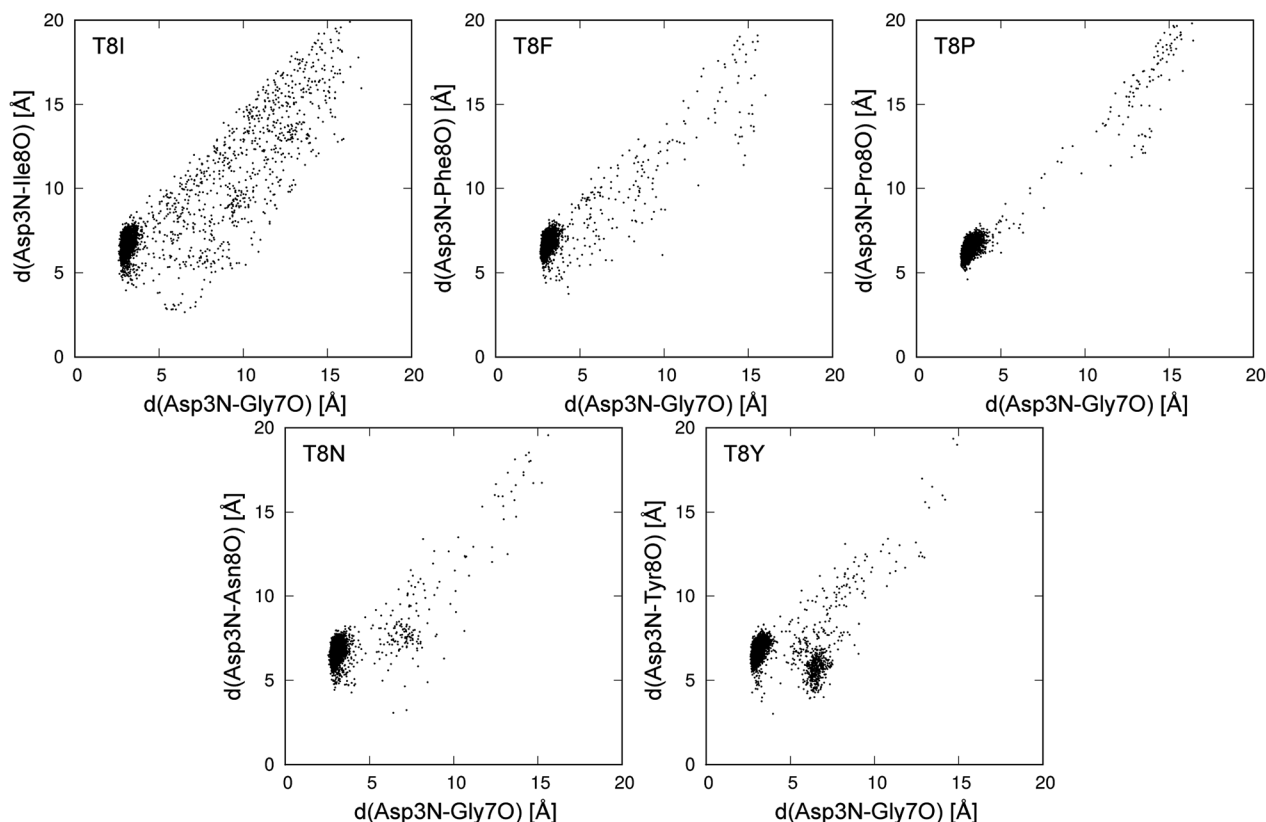 T8I
d(Asp3N-Ile8O) [Å]
20
15
10
5
0
0 5 10 15 20
d(Asp3N-Gly7O) [Å]
T8F
d(Asp3N-Phe8O) [Å]
20
15
10
5
0
0 5 10 15 20
d(Asp3N-Gly7O) [Å]
T8P
d(Asp3N-Pro8O) [Å]
20
15
10
5
0
0 5 10 15 20
d(Asp3N-Gly7O) [Å]
T8N
d(Asp3N-Asn8O) [Å]
20
15
10
5
0
0 5 10 15 20
d(Asp3N-Gly7O) [Å]
T8Y
d(Asp3N-Tyr8O) [Å]
20
15
10
5
0
0 5 10 15 20
d(Asp3N-Gly7O) [Å]